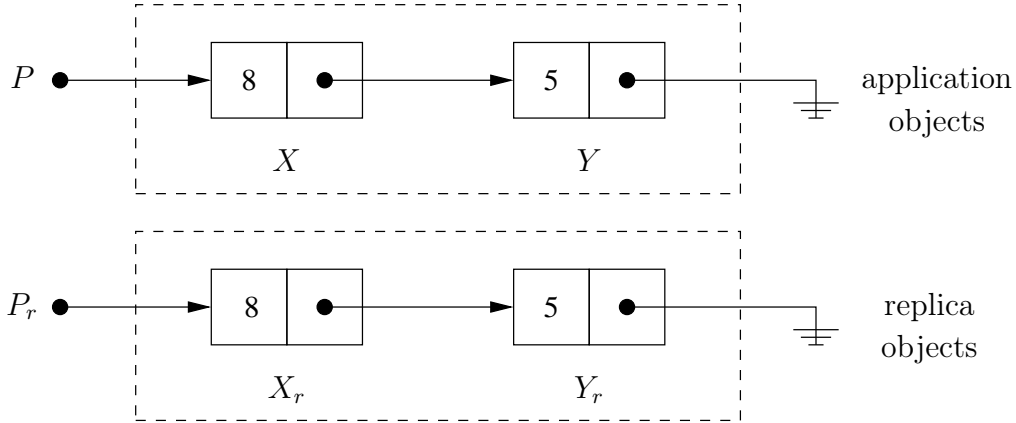 P 8 5 application
objects
X Y
P_r 8 5 replica
objects
X_r Y_r